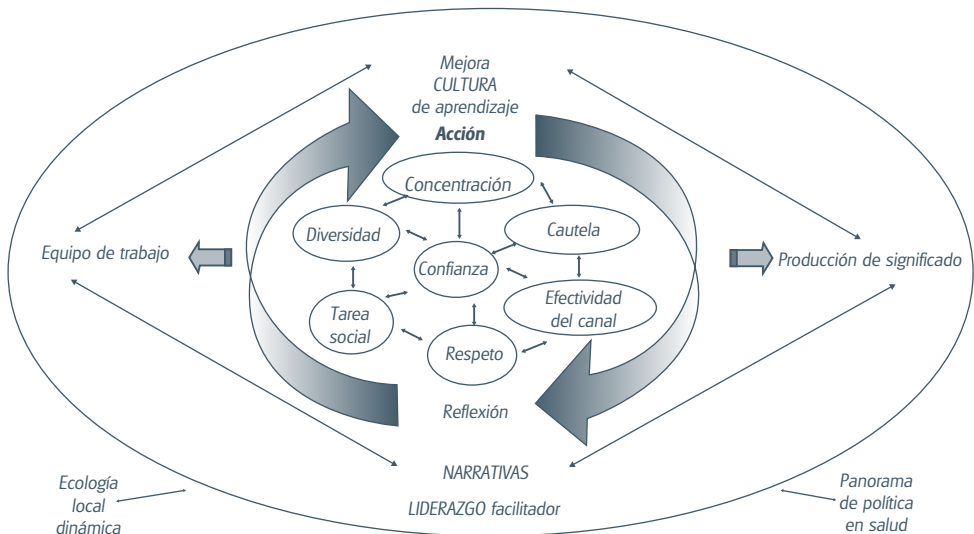 Mejora
CULTURA
de aprendizaje
Acción
Concentración
Diversidad
Cautela
Equipo de trabajo
Confianza
Producción de significado
Tarea
social
Efectividad
del canal
Respeto
Reflexión
NARRATIVAS
LIDERAZGO facilitador
Ecología
local
dinámica
Panorama
de política
en salud